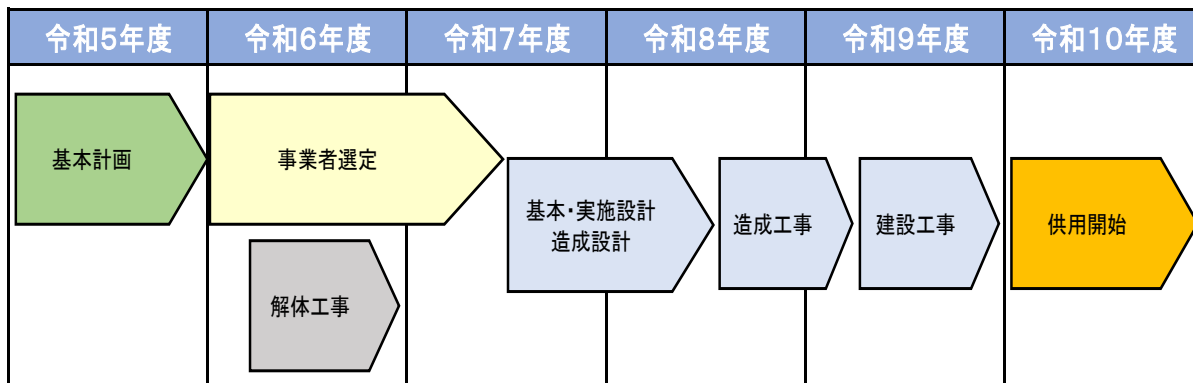 令和5年度
令和6年度
令和7年度
令和8年度
令和9年度
令和10年度
基本計画
事業者選定
解体工事
基本・実施設計
造成設計
造成工事
建設工事
供用開始